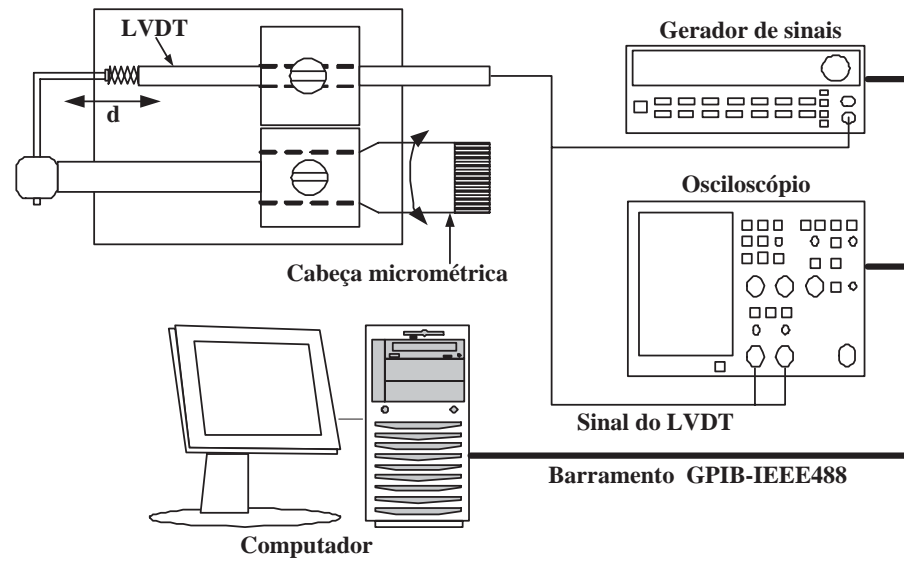 LVDT
Gerador de sinais
d
Osciloscópio
Cabeça micrométrica
Sinal do LVDT
Barramento GPIB-IEEE488
Computador